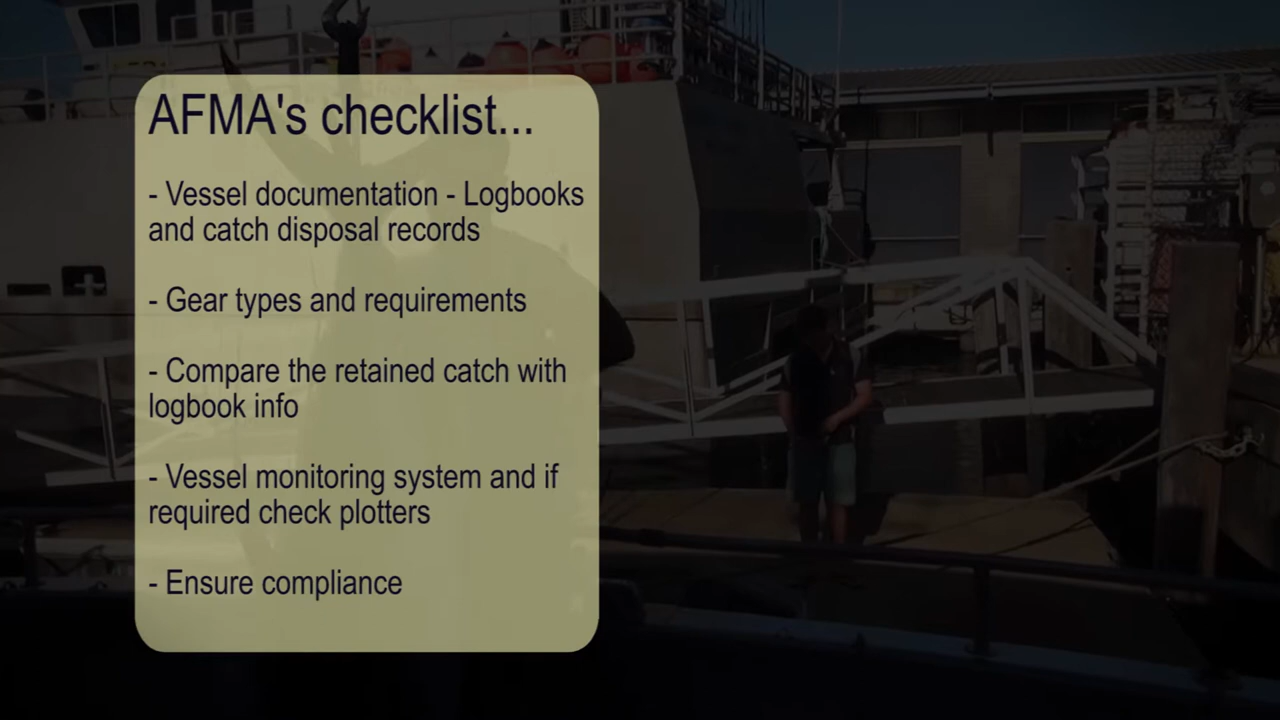 AFMA's checklist...
- Vessel documentation - Logbooks
and catch disposal records
- Gear types and requirements
- Compare the retained catch with
logbook info
- Vessel monitoring system and if
required check plotters
- Ensure compliance